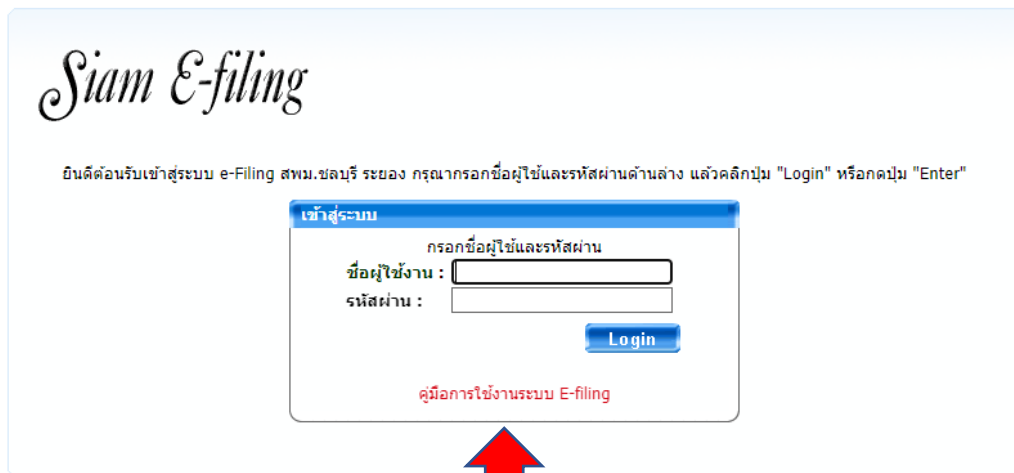 Siam E-filing
ยินดีต้อนรับเข้าสู่ระบบ e-Filing สพม.ชลบุรี ระยอง กรุณากรอกชื่อผู้ใช้และรหัสผ่านด้านล่าง แล้วคลิกปุ่ม "Login" หรือกดปุ่ม "Enter"
เข้าสู่ระบบ
กรอกชื่อผู้ใช้และรหัสผ่าน
ชื่อผู้ใช้งาน :
รหัสผ่าน :
Login
คู่มือการใช้งานระบบ E-filing